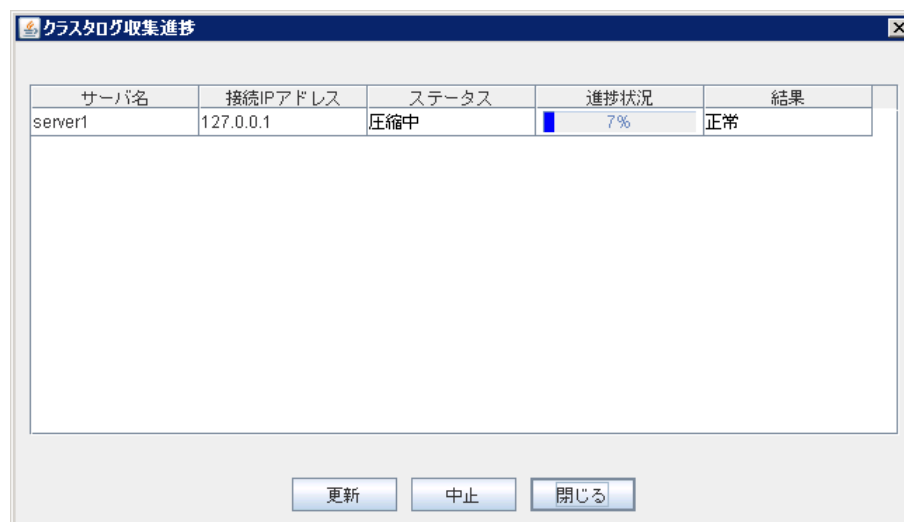 クラスタログ収集進捗
サーバ名 接続IPアドレス ステータス 進捗状況 結果
server1 127.0.0.1 圧縮中 7% 正常
更新 中止 閉じる